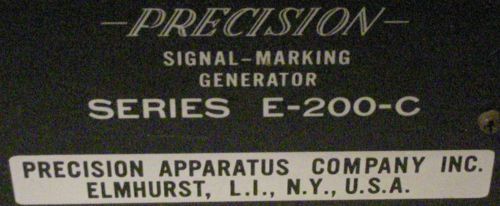 -PRECISION-
SIGNAL-MARKING
GENERATOR
SERIES E-200-C
PRECISION APPARATUS COMPANY INC.
ELMHURST, L.I., N.Y., U.S.A.